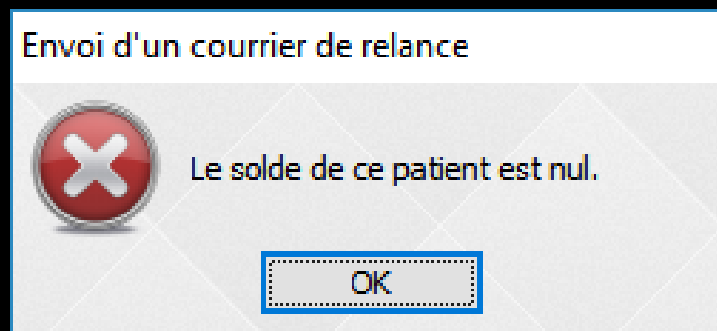 Envoi d'un courrier de relance
Le solde de ce patient est nul.
OK